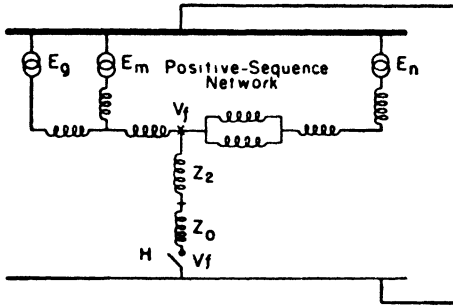 Eg
Em
Positive-Sequence
Network
En
Vf
Z2
Z0
H
Vf